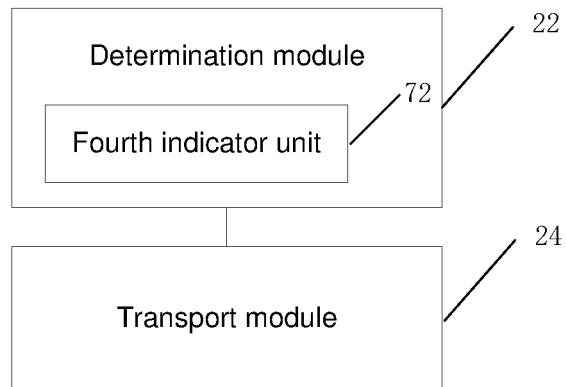 22
Determination module
72
Fourth indicator unit
24
Transport module